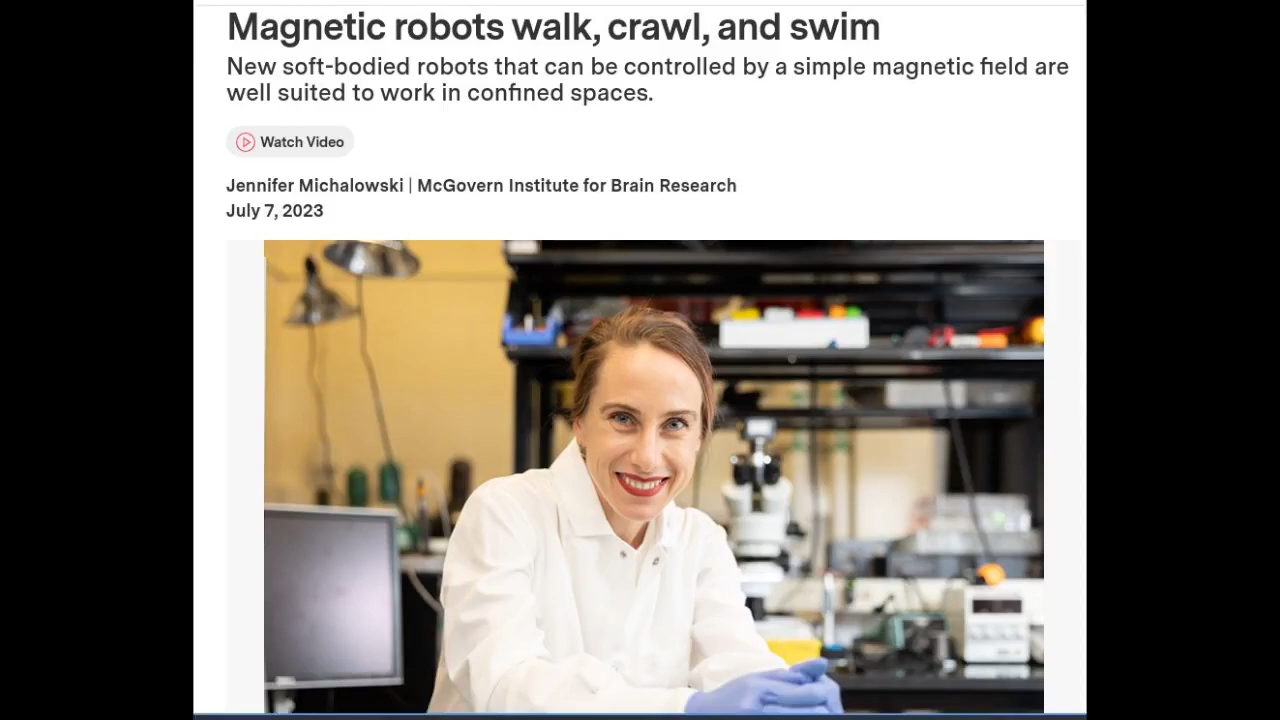 Magnetic robots walk, crawl, and swim
New soft-bodied robots that can be controlled by a simple magnetic field are
well suited to work in confined spaces.
Watch Video
Jennifer Michalowski | McGovern Institute for Brain Research
July 7, 2023